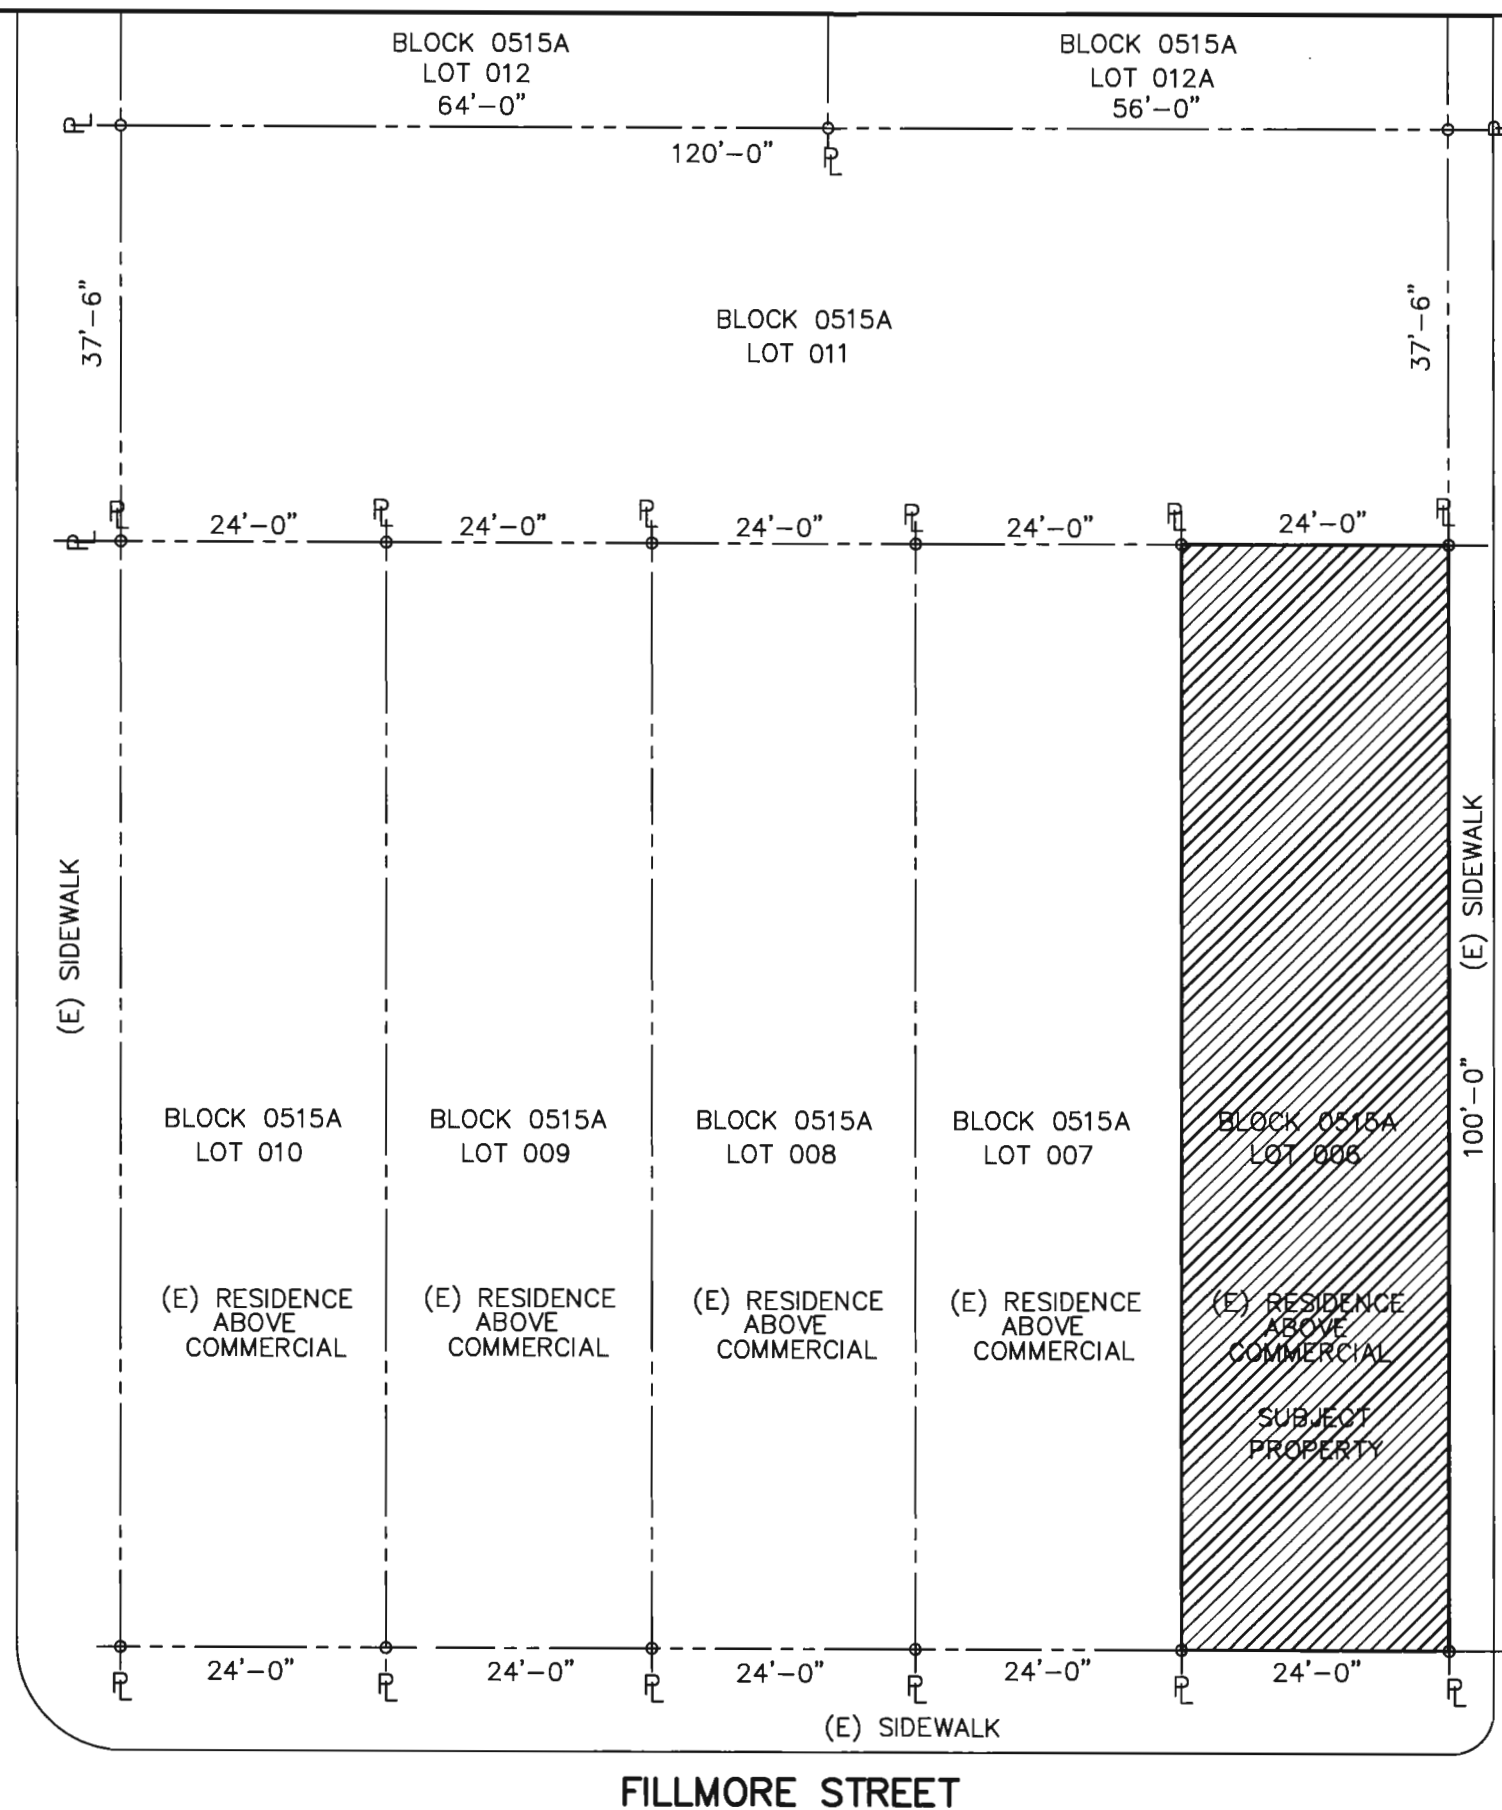 BLOCK 0515A
LOT 012
64'-0"
BLOCK 0515A
LOT 012A
56'-0"
PL
PL
120'-0"
PL
37'-6"
BLOCK 0515A
LOT 011
37'-6"
PL
PL
24'-0"
PL
24'-0"
PL
24'-0"
PL
24'-0"
PL
24'-0"
PL
(E) SIDEWALK
(E) SIDEWALK
100'-0"
BLOCK 0515A
LOT 010
BLOCK 0515A
LOT 009
BLOCK 0515A
LOT 008
BLOCK 0515A
LOT 007
BLOCK 0515A
LOT 006
(E) RESIDENCE
ABOVE
COMMERCIAL
(E) RESIDENCE
ABOVE
COMMERCIAL
(E) RESIDENCE
ABOVE
COMMERCIAL
(E) RESIDENCE
ABOVE
COMMERCIAL
(E) RESIDENCE
ABOVE
COMMERCIAL
SUBJECT
PROPERTY
PL
24'-0"
PL
24'-0"
PL
24'-0"
PL
24'-0"
PL
24'-0"
PL
(E) SIDEWALK
FILLMORE STREET